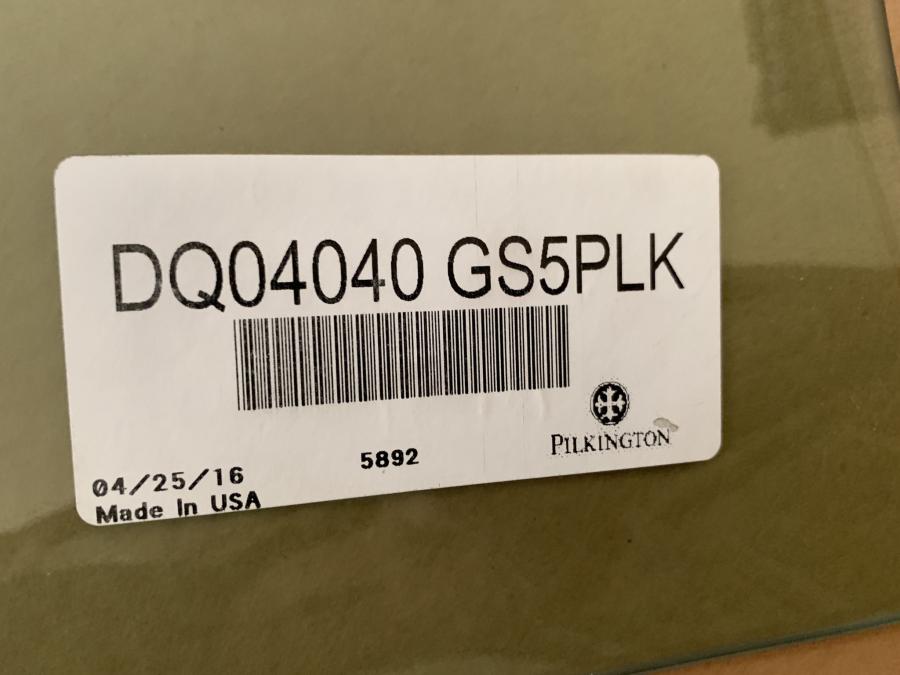 DQ04040 GS5PLK
PILKINGTON
5892
04/25/16
Made In USA